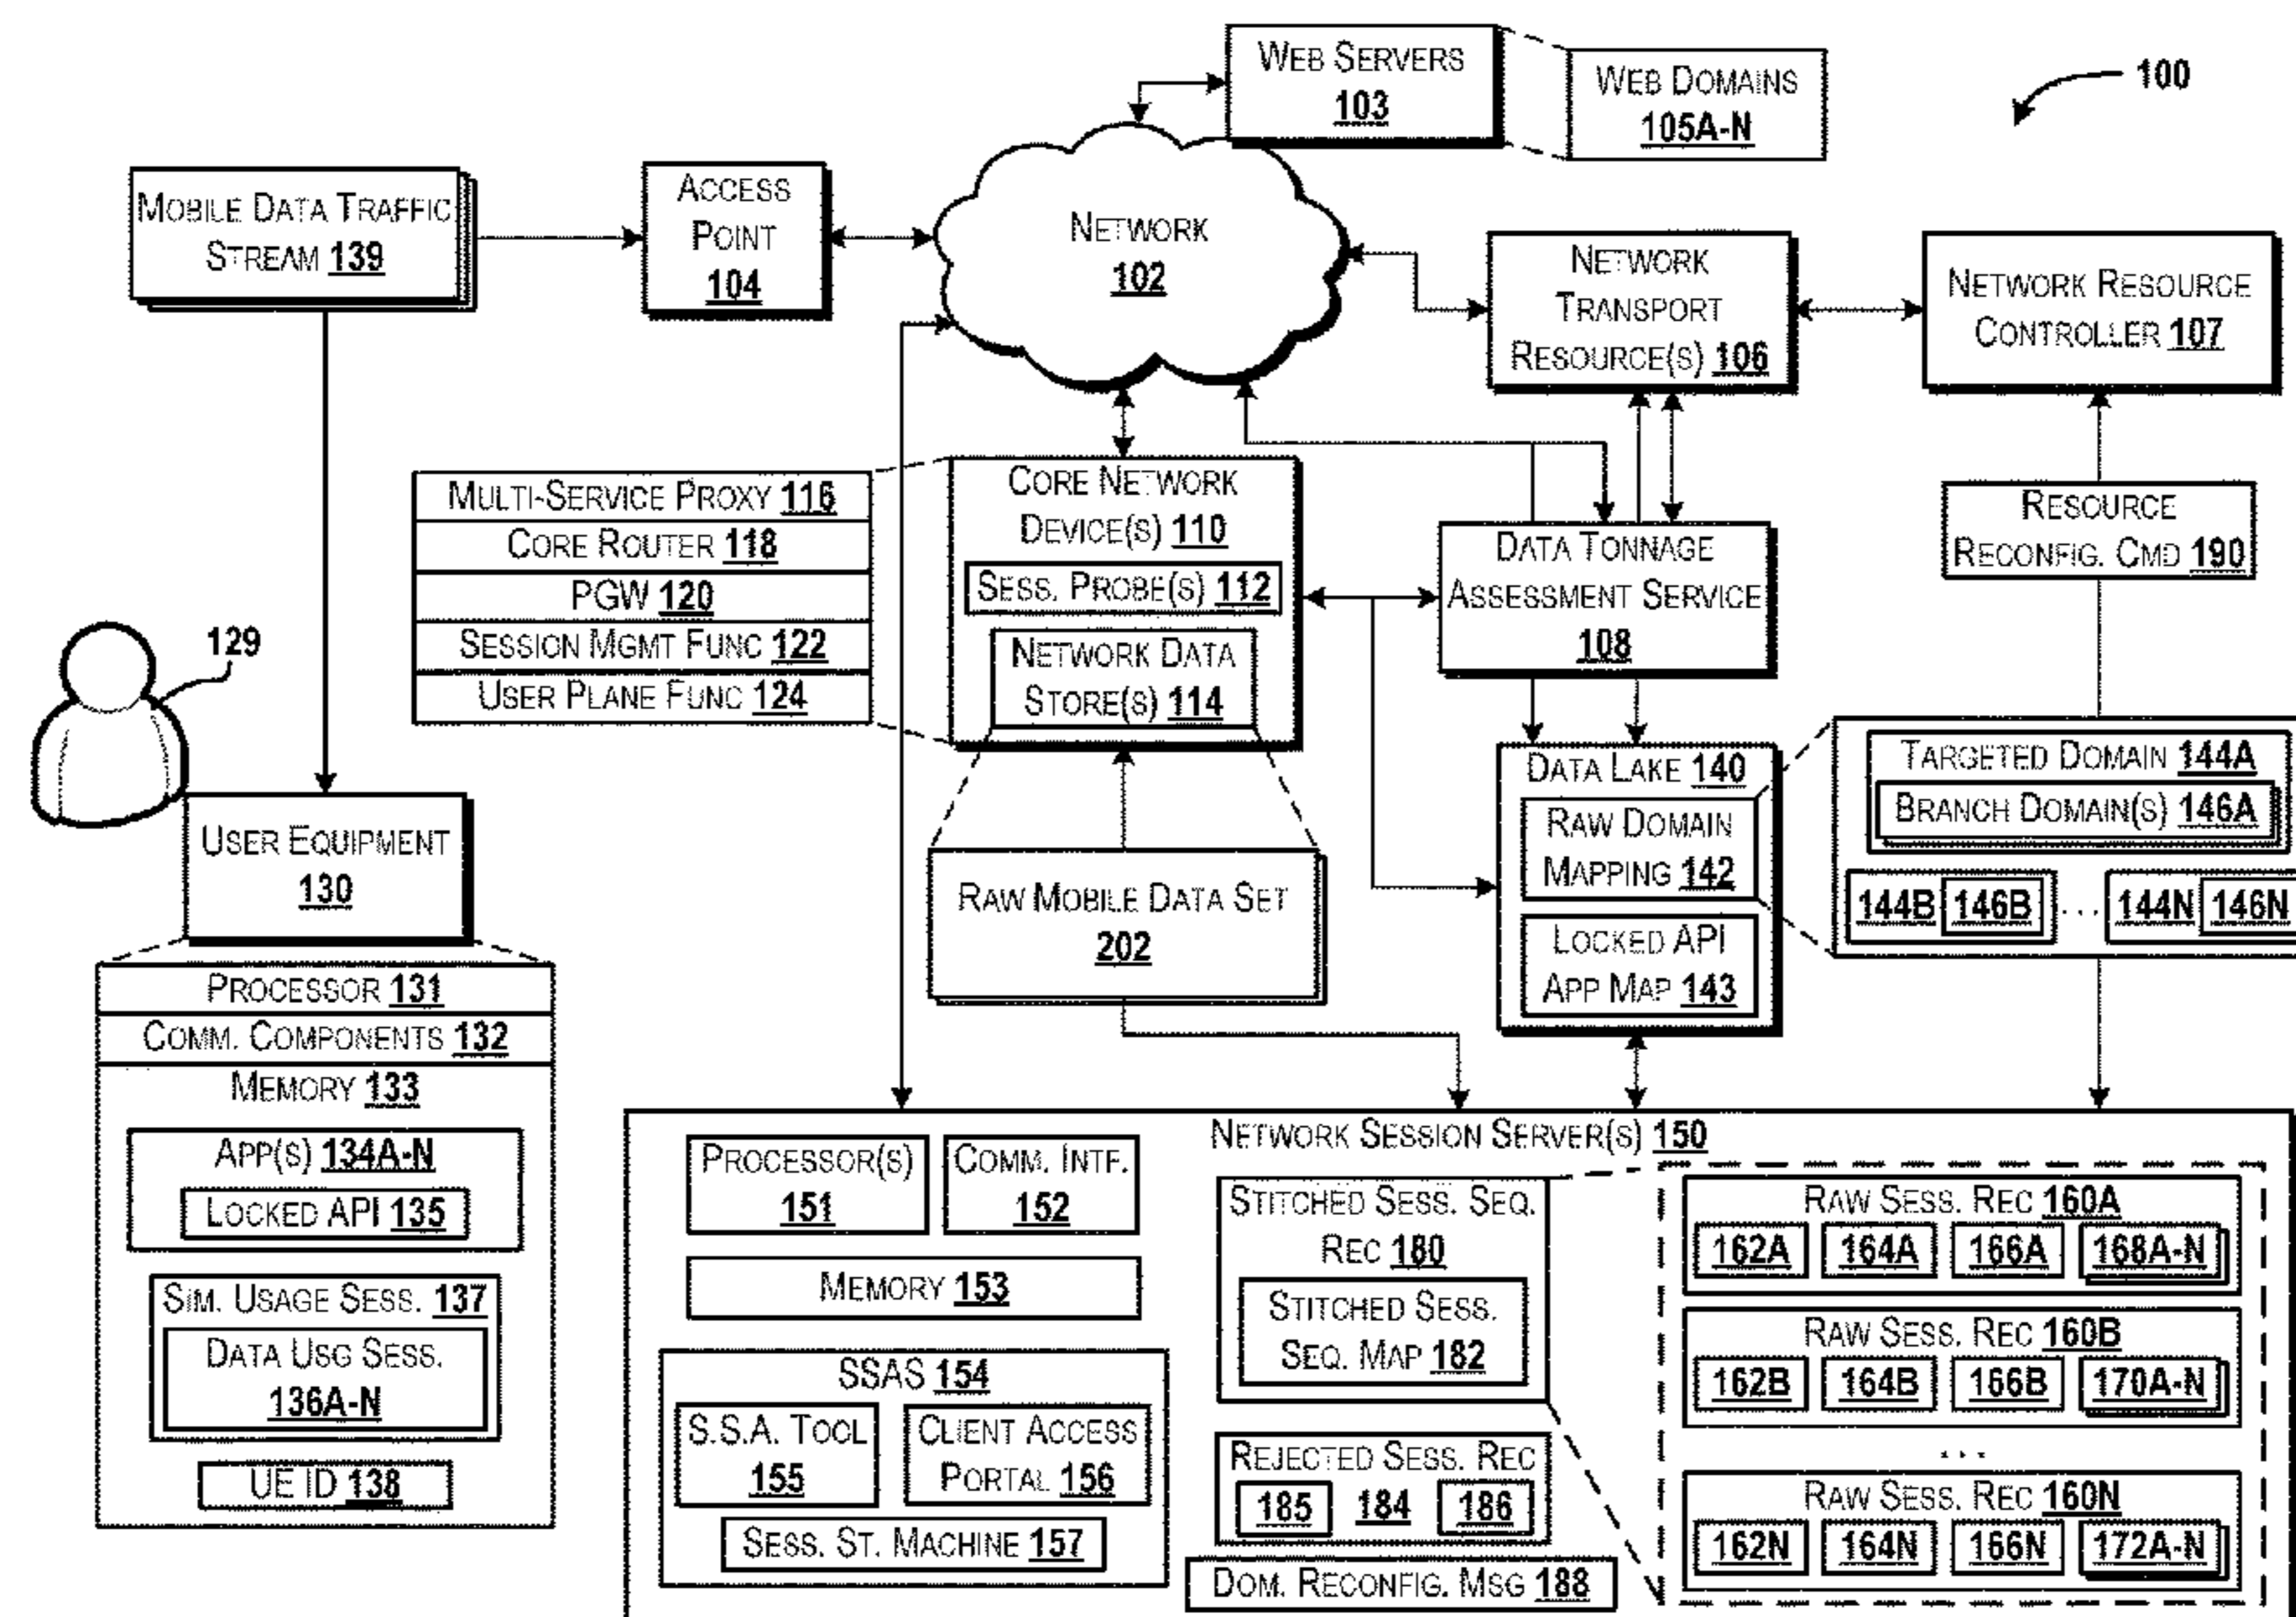 WEB SERVERS
103
WEB DOMAINS
105A-N
100
MOBILE DATA TRAFFIC
STREAM 139
ACCESS
POINT
104
NETWORK
102
NETWORK
TRANSPORT
RESOURCE(S) 106
NETWORK RESOURCE
CONTROLLER 107
MULTI-SERVICE PROXY 116
CORE ROUTER 118
PGW 120
SESSION MGMT FUNC 122
USER PLANE FUNC 124
CORE NETWORK
DEVICE(S) 110
SESS. PROBE(S) 112
NETWORK DATA
STORE(S) 114
DATA TONNAGE
ASSESSMENT SERVICE
108
RESOURCE
RECONFIG. CMD 190
129
USER EQUIPMENT
130
RAW MOBILE DATA SET
202
DATA LAKE 140
RAW DOMAIN
MAPPING 142
LOCKED API
APP MAP 143
TARGETED DOMAIN 144A
BRANCH DOMAIN(S) 146A
144B 146B ... 144N 146N
PROCESSOR 131
COMM. COMPONENTS 132
MEMORY 133
APP(S) 134A-N
LOCKED API 135
SIM. USAGE SESS. 137
DATA USG SESS.
136A-N
UE ID 138
NETWORK SESSION SERVER(S) 150
PROCESSOR(S)
151
COMM. INTF.
152
MEMORY 153
SSAS 154
S.S.A. TOOL
155
CLIENT ACCESS
PORTAL 156
SESS. ST. MACHINE 157
STITCHED SESS. SEQ.
REC 180
STITCHED SESS.
SEQ. MAP 182
REJECTED SESS. REC
185 184 186
DOM. RECONFIG. MSG 188
RAW SESS. REC 160A
162A 164A 166A 168A-N
RAW SESS. REC 160B
162B 164B 166B 170A-N
...
RAW SESS. REC 160N
162N 164N 166N 172A-N